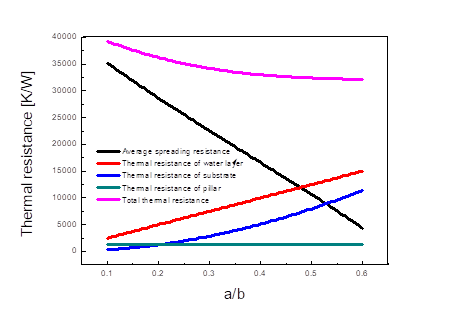 40000
35000
30000
25000
20000
15000
10000
5000
0
Thermal resistance [K/W]
Average spreading resistance
Thermal resistance of water layer
Thermal resistance of substrate
Thermal resistance of pillar
Total thermal resistance
0.1 0.2 0.3 0.4 0.5 0.6
a/b